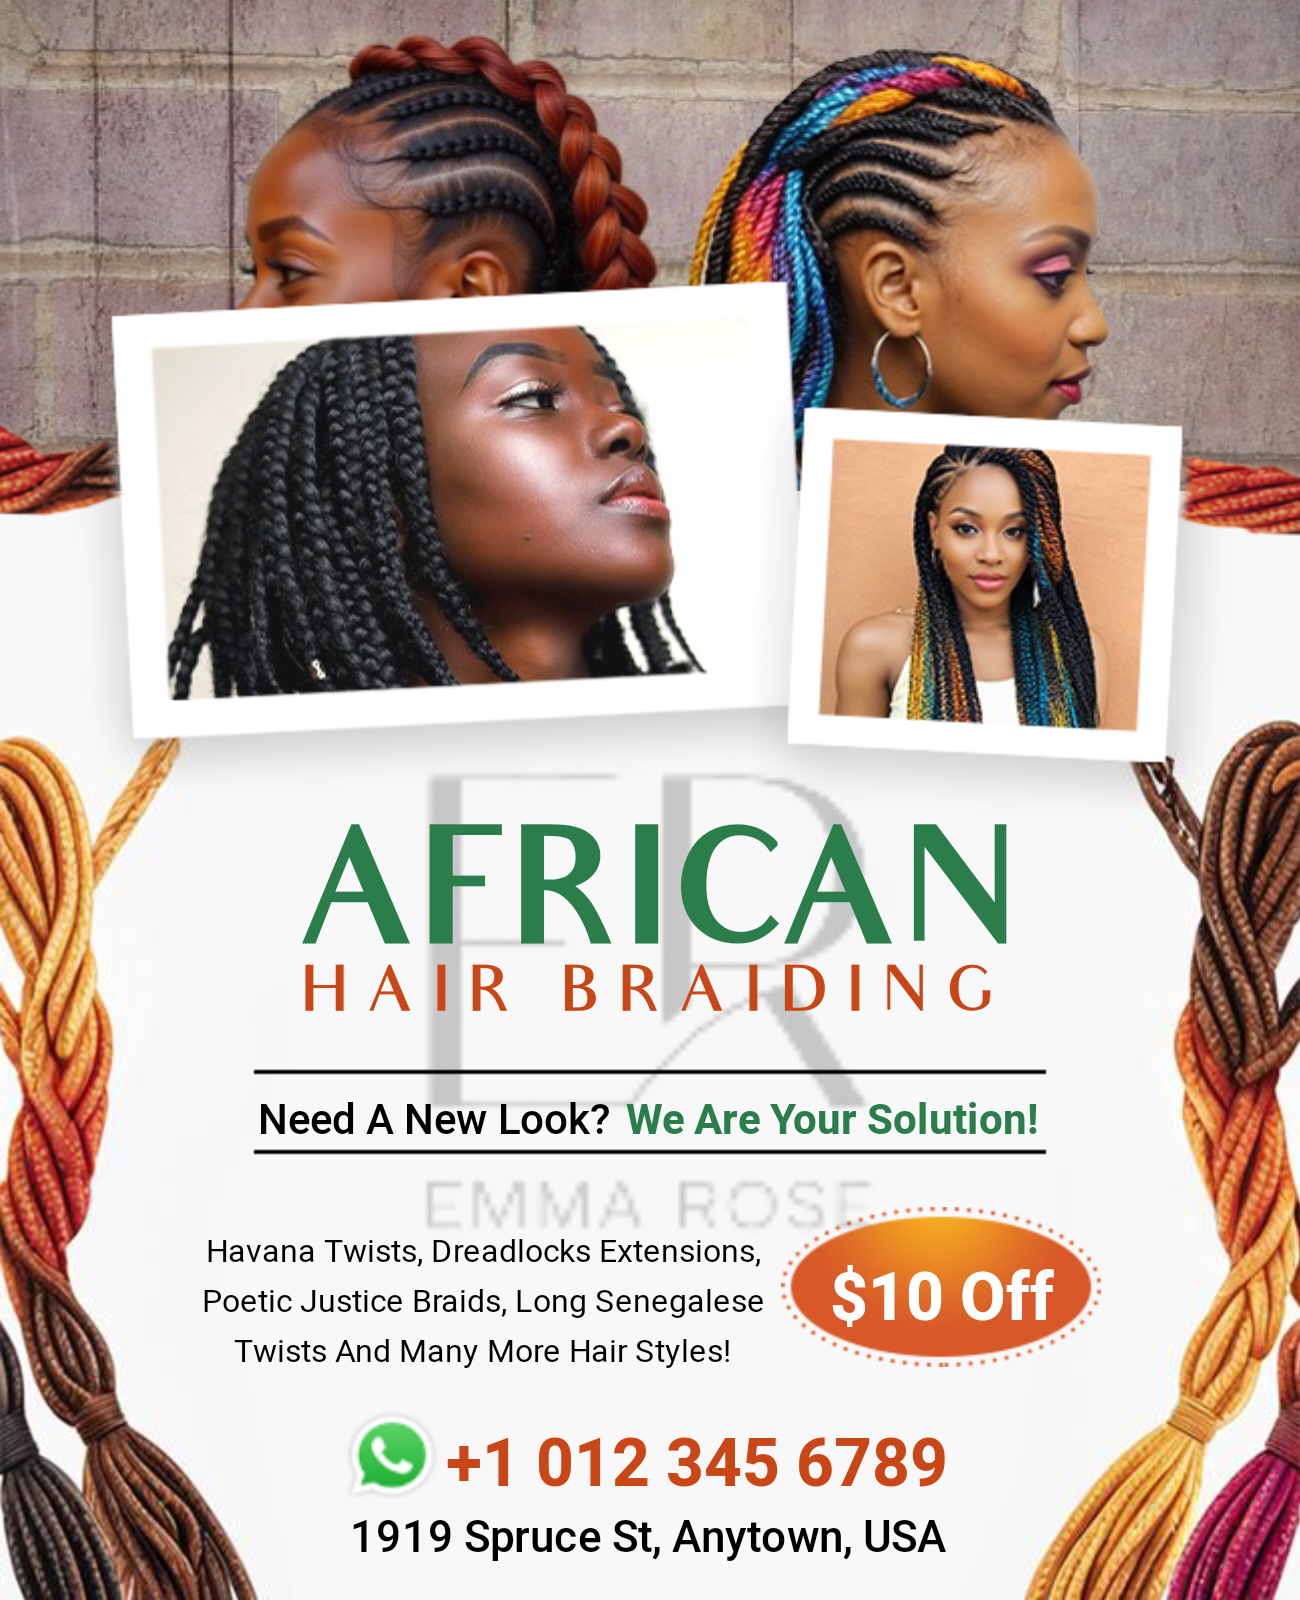 ER
AFRICAN
HAIR BRAIDING
Need A New Look? We Are Your Solution!
EMMA ROSE
Havana Twists, Dreadlocks Extensions,
Poetic Justice Braids, Long Senegalese
Twists And Many More Hair Styles!
$10 Off
+1 012 345 6789
1919 Spruce St, Anytown, USA